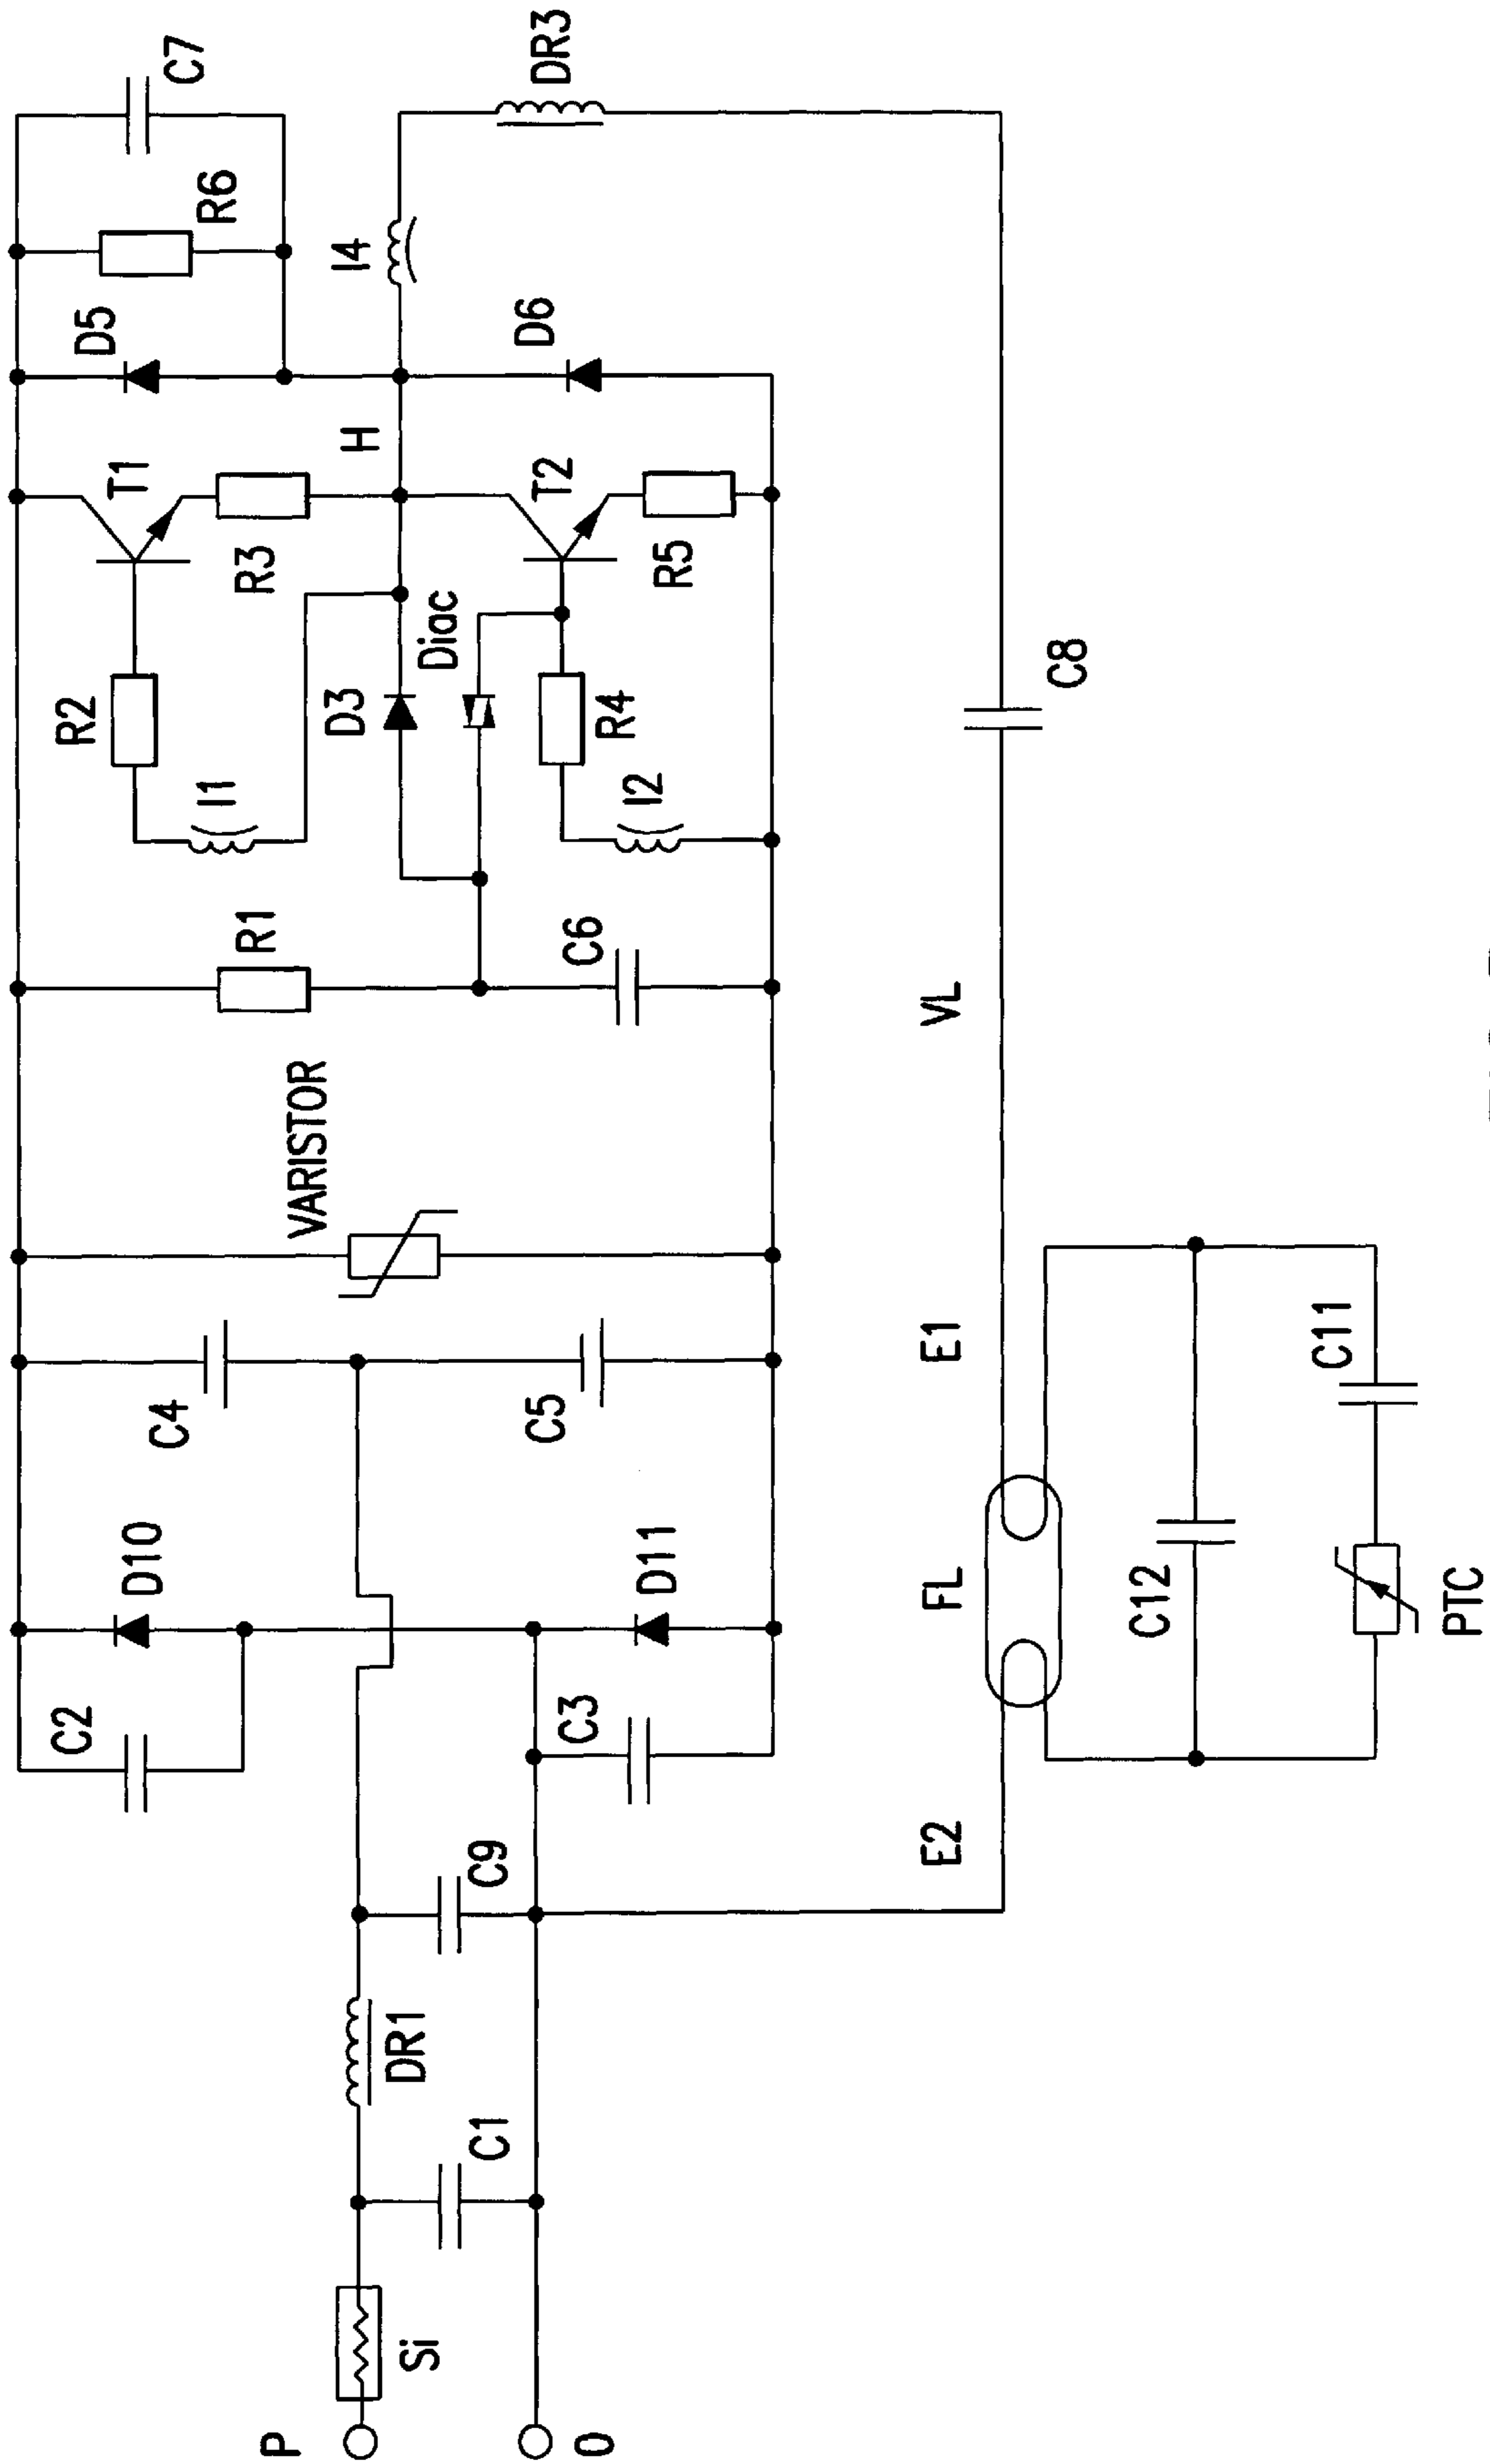 P
O
Si
C1
DR1
C9
C2
D10
C3
D11
C4
C5
VARISTOR
R1
C6
I1
R2
D3
Diac
I2
R4
T1
R3
H
T2
R5
D5
D6
R6
C7
I4
DR3
E2
FL
E1
VL
C8
C12
C11
PTC